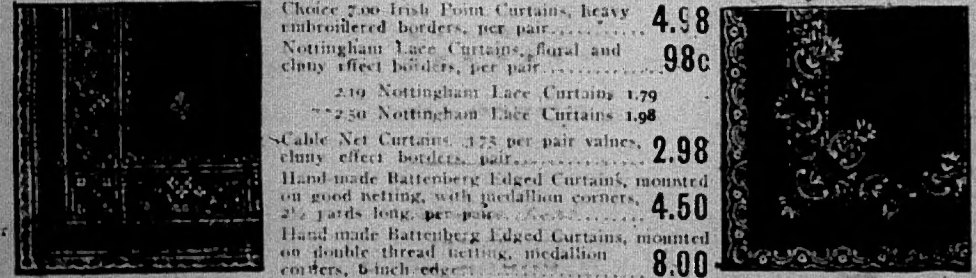 Choice 7.00 Irish Point Curtains, heavy
embroidered borders, per pair............ 4.98
Nottingham Lace Curtains, floral and
cluny effect borders, per pair............ 98c
2.19 Nottingham Lace Curtains 1.79
2.50 Nottingham Lace Curtains 1.98
Cable Net Curtains, 3.75 per pair values,
cluny effect borders, pair............ 2.98
Hand-made Battenberg Edged Curtains, mounted
on good netting, with medallion corners,
2½ yards long, per pair............ 4.50
Hand made Battenberg Edged Curtains, mounted
on double thread netting, medallion
corners, 6-inch edge............ 8.00